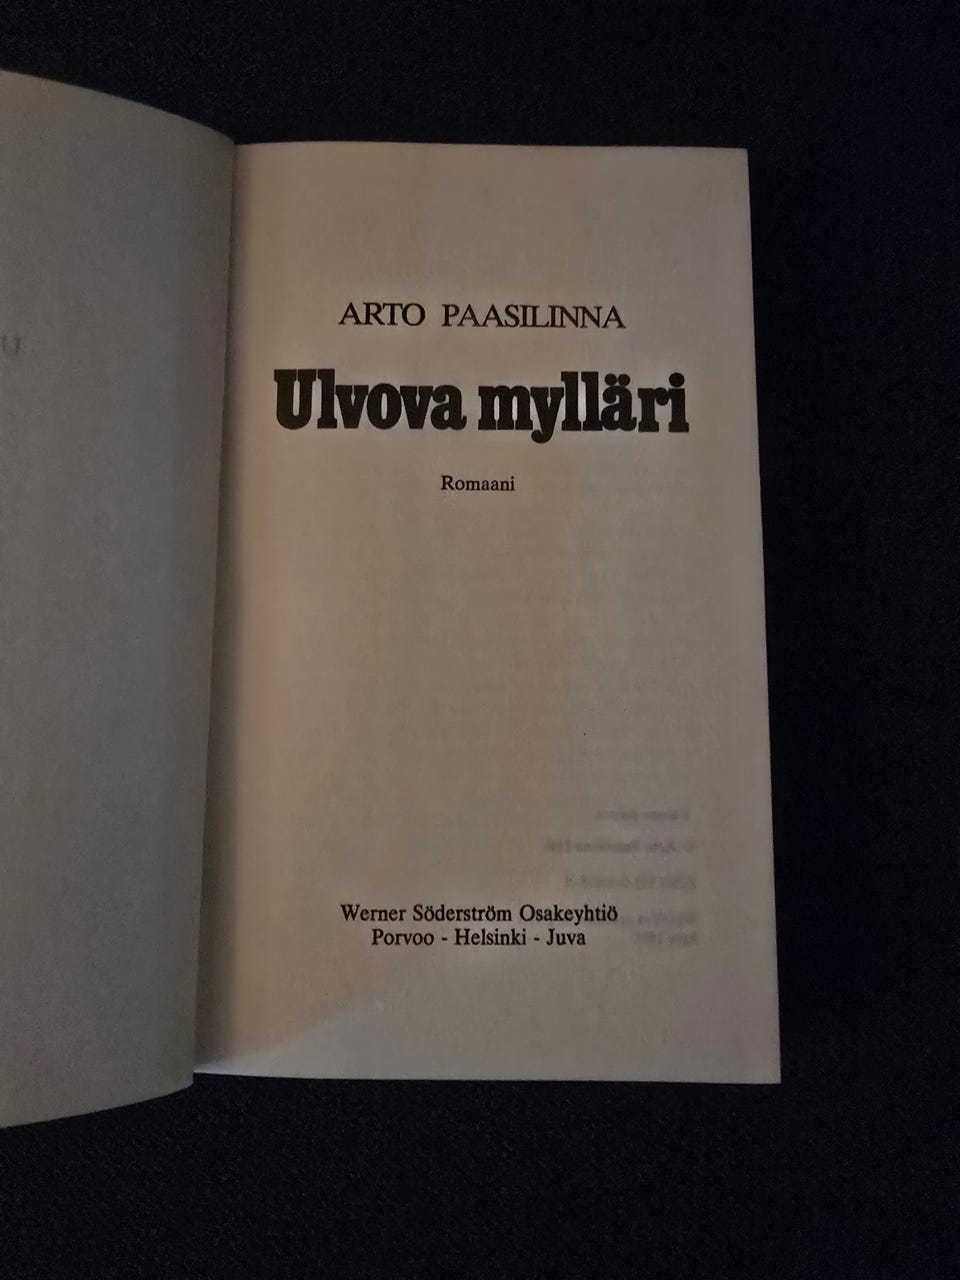 ARTO PAASILINNA
Ulvova mylläri
Romaani
Werner Söderström Osakeyhtiö
Porvoo - Helsinki - Juva